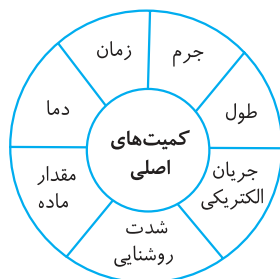 کمیت‌های
اصلی
جرم
طول
جریان
الکتریکی
شدت
روشنایی
مقدار
ماده
دما
زمان